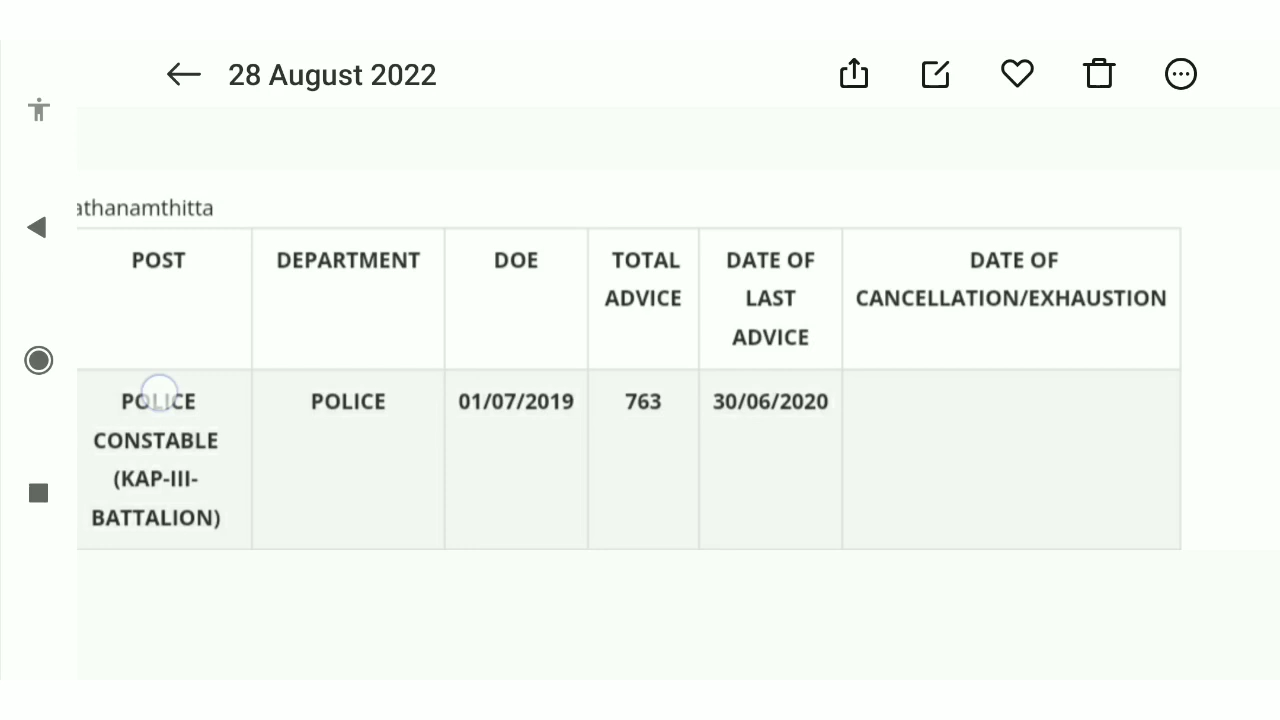 28 August 2022
athanamthitta
POST DEPARTMENT DOE TOTAL ADVICE DATE OF LAST ADVICE DATE OF CANCELLATION/EXHAUSTION
POLICE CONSTABLE (KAP-III-BATTALION) POLICE 01/07/2019 763 30/06/2020